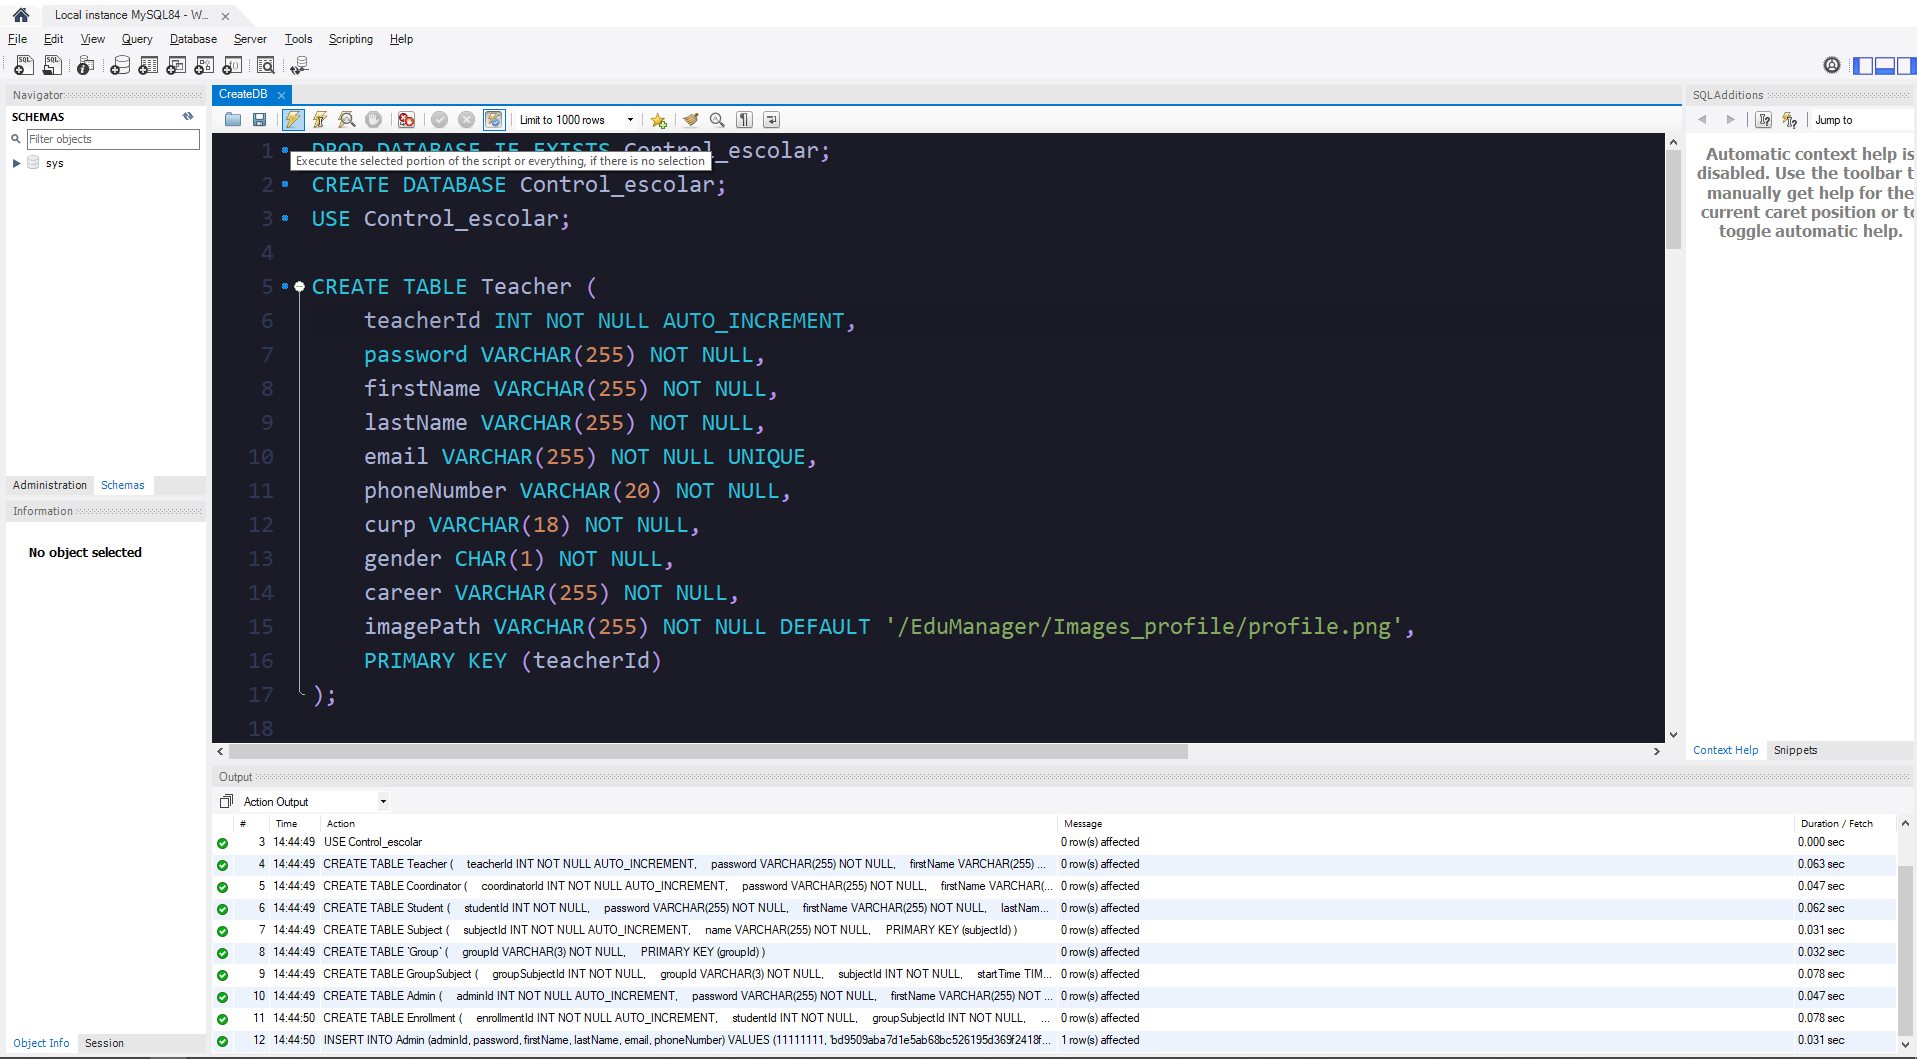 Local instance MySQL84 - W...
File Edit View Query Database Server Tools Scripting Help
Navigator
SCHEMAS
Filter objects
sys
Administration Schemas
Information
No object selected
Object Info Session
CreateDB
Limit to 1000 rows
1 DROP DATABASE IF EXISTS Control_escolar;
Execute the selected portion of the script or everything, if there is no selection
2 CREATE DATABASE Control_escolar;
3 USE Control_escolar;
4
5 CREATE TABLE Teacher (
6 teacherId INT NOT NULL AUTO_INCREMENT,
7 password VARCHAR(255) NOT NULL,
8 firstName VARCHAR(255) NOT NULL,
9 lastName VARCHAR(255) NOT NULL,
10 email VARCHAR(255) NOT NULL UNIQUE,
11 phoneNumber VARCHAR(20) NOT NULL,
12 curp VARCHAR(18) NOT NULL,
13 gender CHAR(1) NOT NULL,
14 career VARCHAR(255) NOT NULL,
15 imagePath VARCHAR(255) NOT NULL DEFAULT '/EduManager/Images_profile/profile.png',
16 PRIMARY KEY (teacherId)
17 );
18
SQLAdditions
Jump to
Automatic context help is
disabled. Use the toolbar t
manually get help for the
current caret position or to
toggle automatic help.
Context Help Snippets
Output
Action Output
# Time Action Message Duration / Fetch
3 14:44:49 USE Control_escolar 0 row(s) affected 0.000 sec
4 14:44:49 CREATE TABLE Teacher ( teacherId INT NOT NULL AUTO_INCREMENT, password VARCHAR(255) NOT NULL, firstName VARCHAR(255) ... 0 row(s) affected 0.063 sec
5 14:44:49 CREATE TABLE Coordinator ( coordinatorId INT NOT NULL AUTO_INCREMENT, password VARCHAR(255) NOT NULL, firstName VARCHAR(... 0 row(s) affected 0.047 sec
6 14:44:49 CREATE TABLE Student ( studentId INT NOT NULL, password VARCHAR(255) NOT NULL, firstName VARCHAR(255) NOT NULL, lastNam... 0 row(s) affected 0.062 sec
7 14:44:49 CREATE TABLE Subject ( subjectId INT NOT NULL AUTO_INCREMENT, name VARCHAR(255) NOT NULL, PRIMARY KEY (subjectId) ) 0 row(s) affected 0.031 sec
8 14:44:49 CREATE TABLE `Group` ( groupId VARCHAR(3) NOT NULL, PRIMARY KEY (groupId) ) 0 row(s) affected 0.032 sec
9 14:44:49 CREATE TABLE GroupSubject ( groupSubjectId INT NOT NULL, groupId VARCHAR(3) NOT NULL, subjectId INT NOT NULL, startTime TIM... 0 row(s) affected 0.078 sec
10 14:44:49 CREATE TABLE Admin ( adminId INT NOT NULL AUTO_INCREMENT, password VARCHAR(255) NOT NULL, firstName VARCHAR(255) NOT ... 0 row(s) affected 0.047 sec
11 14:44:50 CREATE TABLE Enrollment ( enrollmentId INT NOT NULL AUTO_INCREMENT, studentId INT NOT NULL, groupSubjectId INT NOT NULL, ... 0 row(s) affected 0.078 sec
12 14:44:50 INSERT INTO Admin (adminId, password, firstName, lastName, email, phoneNumber) VALUES (11111111, 'bd9509aba7d1e5ab68bc526195d369f2418f... 1 row(s) affected 0.031 sec